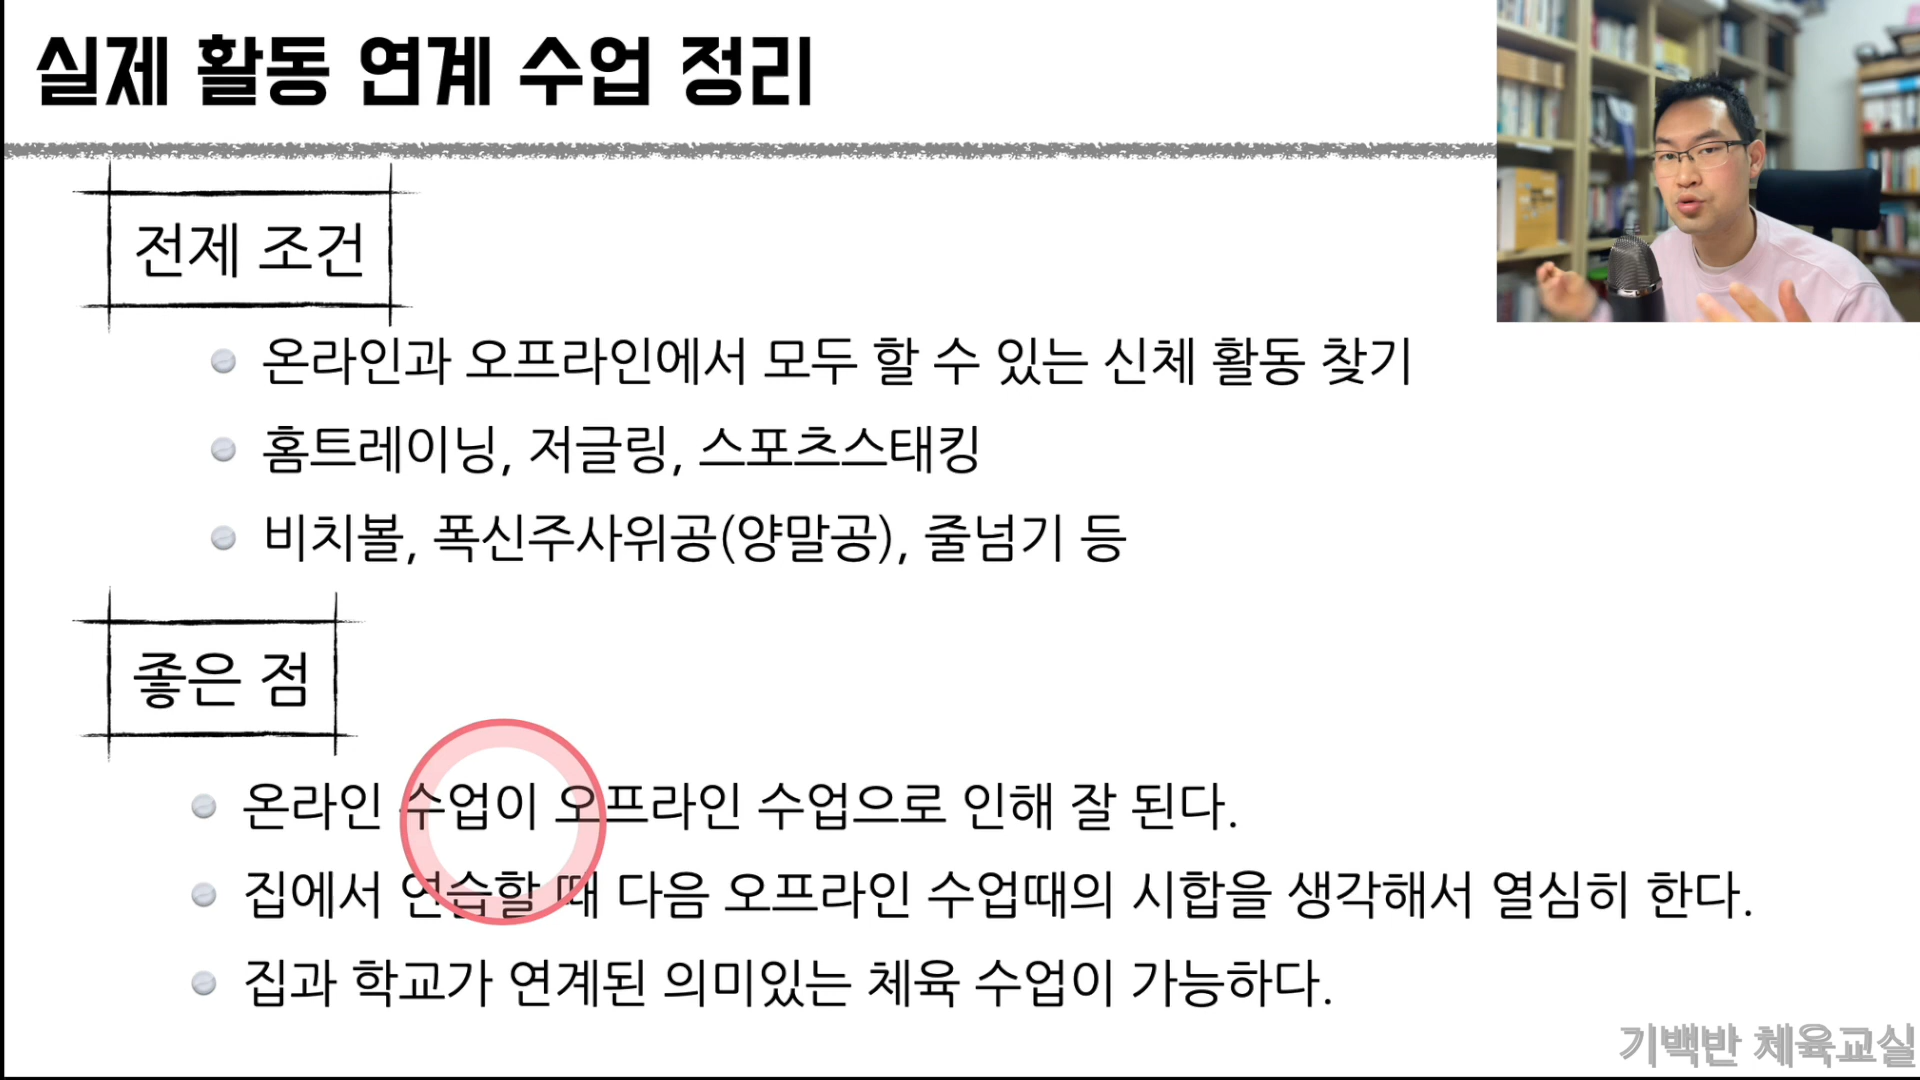 실제 활동 연계 수업 정리
전제 조건
온라인과 오프라인에서 모두 할 수 있는 신체 활동 찾기
홈트레이닝, 저글링, 스포츠스태킹
비치볼, 폭신주사위공(양말공), 줄넘기 등
좋은 점
온라인 수업이 오프라인 수업으로 인해 잘 된다.
집에서 연습할 때 다음 오프라인 수업때의 시합을 생각해서 열심히 한다.
집과 학교가 연계된 의미있는 체육 수업이 가능하다.
기백반 체육교실